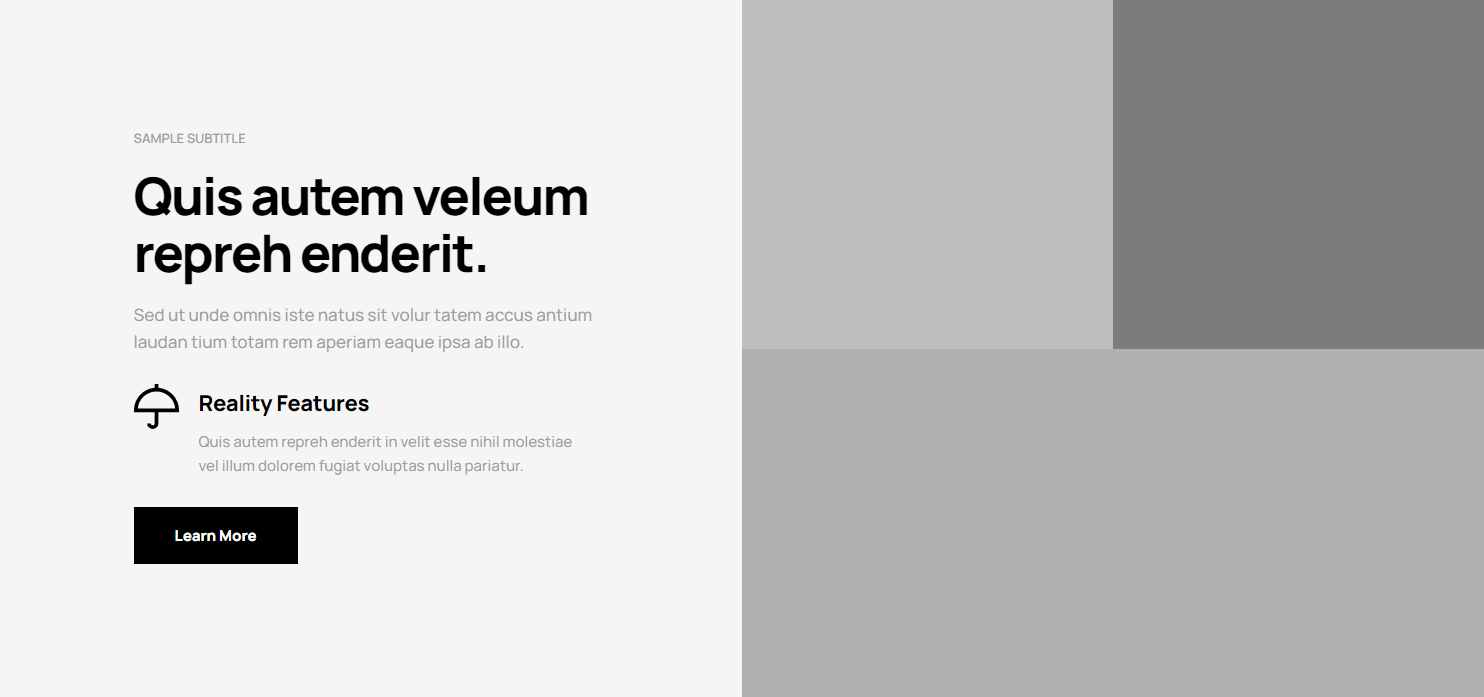 SAMPLE SUBTITLE
Quis autem veleum
repreh enderit.
Sed ut unde omnis iste natus sit volur tatem accus antium
laudan tium totam rem aperiam eaque ipsa ab illo.
Reality Features
Quis autem repreh enderit in velit esse nihil molestiae
vel illum dolorem fugiat voluptas nulla pariatur.
Learn More